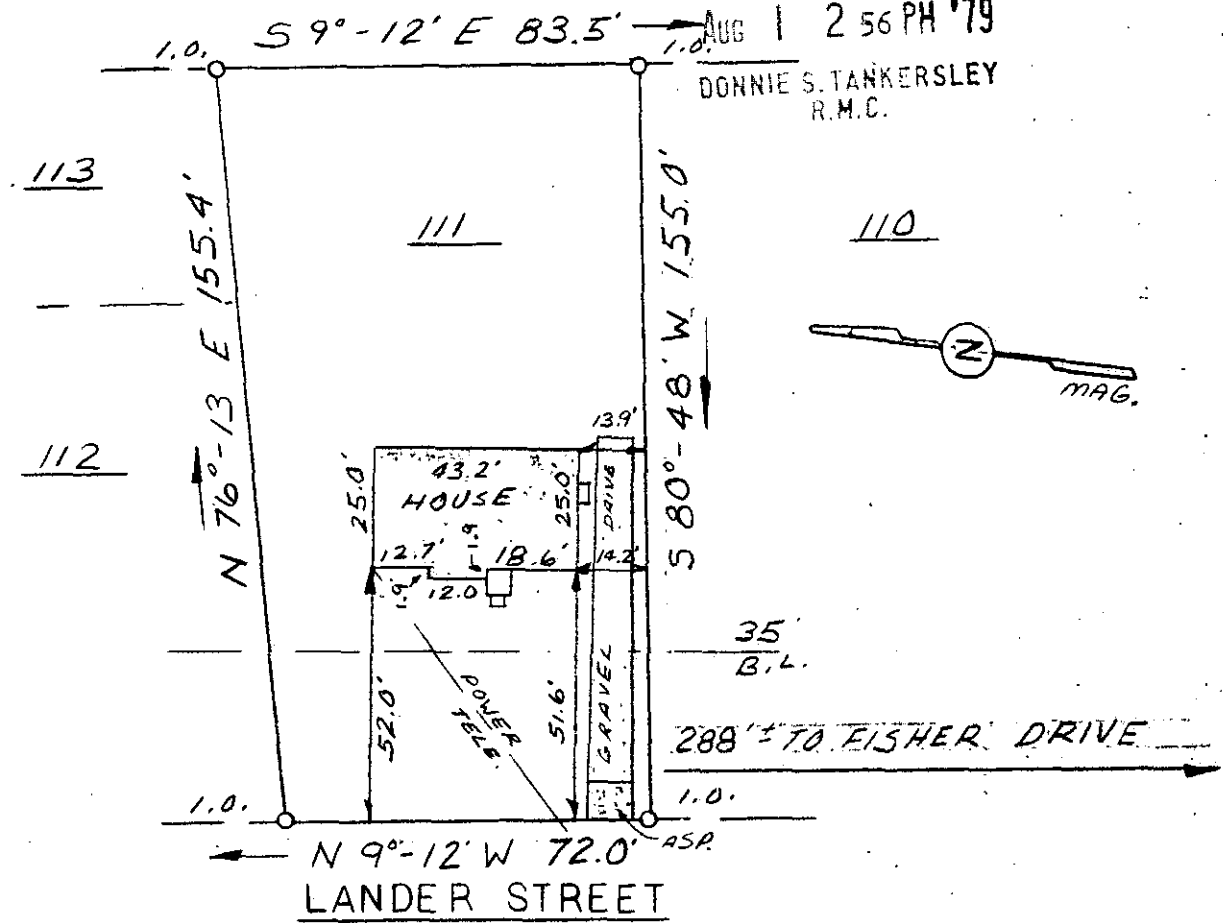 S 9°-12' E 83.5'
AUG 1 2 56 PH '79
DONNIE S. TANKERSLEY
R.M.C.
I.O.
I.O.
113
111
110
N 76°-13 E 155.4'
S 80°-48' W 155.0'
N
MAG.
112
13.9'
43.2'
HOUSE
25.0'
25.0'
DRIVE
12.7'
1.9
18.6'
14.2'
1.9
12.0
35'
B.L.
POWER
TELE.
52.0'
51.6'
GRAVEL
288'± TO FISHER DRIVE
I.O.
I.O.
ASP.
N 9°-12' W 72.0'
LANDER STREET